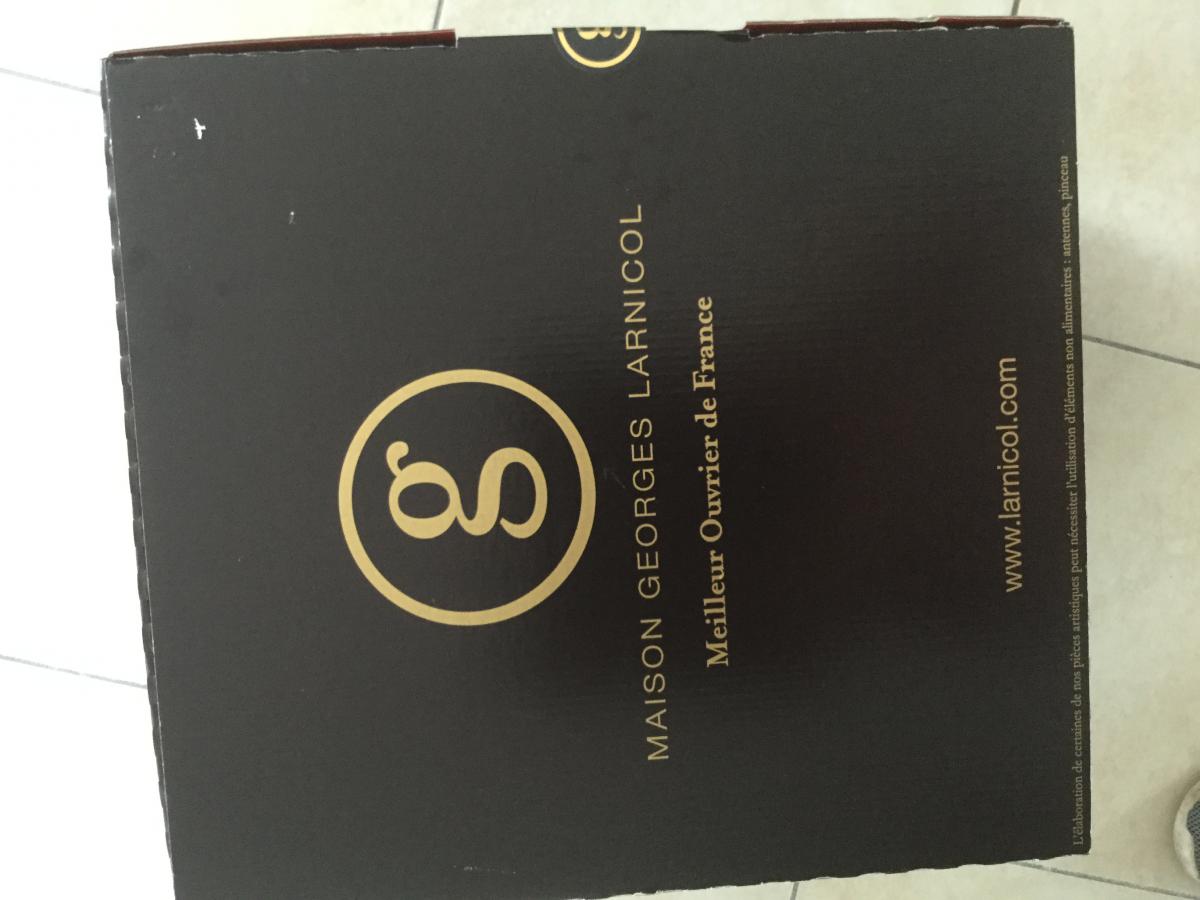 g
MAISON GEORGES LARNICOL
Meilleur Ouvrier de France
www.larnicol.com
L'élaboration de certaines de nos pièces artistiques peut nécessiter l'utilisation d'éléments non alimentaires : antennes, pinceau